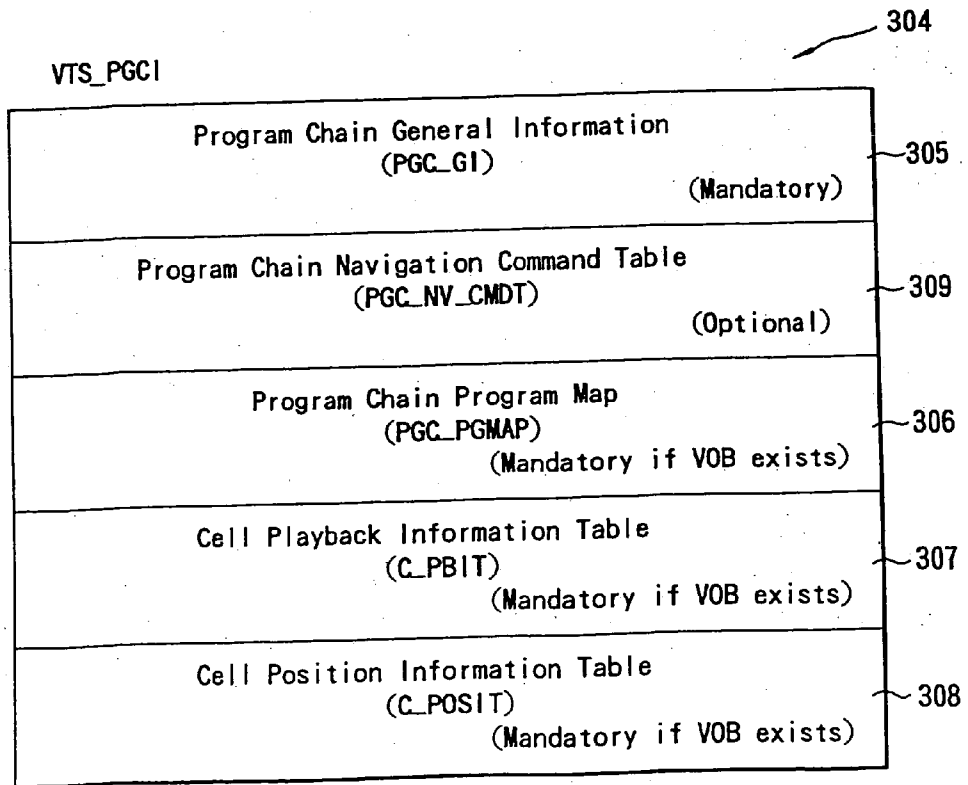 304
VTS_PGCI
Program Chain General Information
(PGC_GI)
(Mandatory)
305
Program Chain Navigation Command Table
(PGC_NV_CMDT)
(Optional)
309
Program Chain Program Map
(PGC_PGMAP)
(Mandatory if VOB exists)
306
Cell Playback Information Table
(C_PBIT)
(Mandatory if VOB exists)
307
Cell Position Information Table
(C_POSIT)
(Mandatory if VOB exists)
308